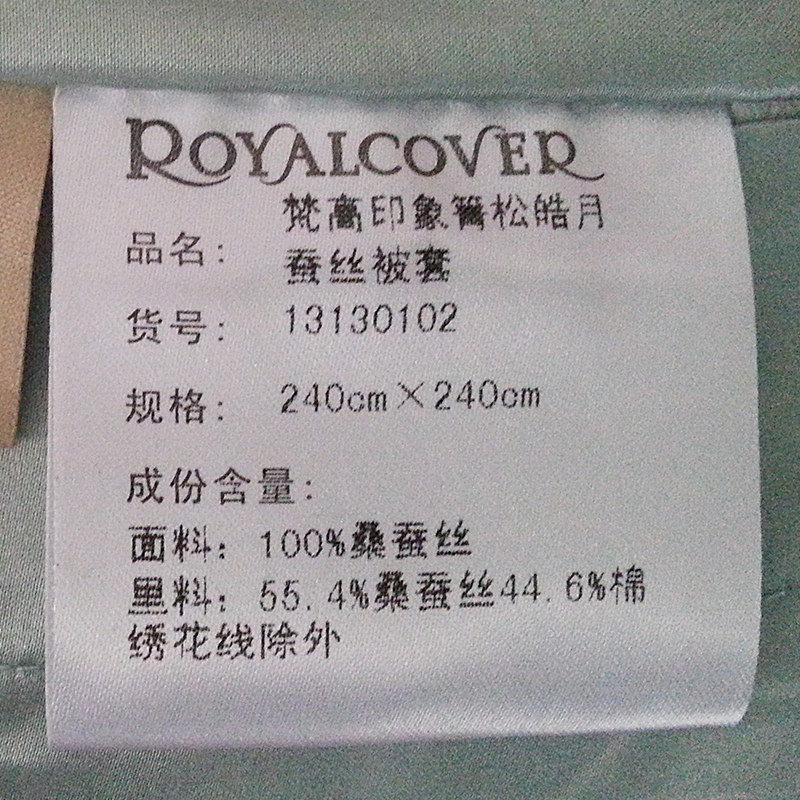 ROYALCOVER
梵高印象篱松皓月
品名：蚕丝被套
货号：13130102
规格：240cm×240cm
成份含量：
面料：100%桑蚕丝
里料：55.4%桑蚕丝44.6%棉
绣花线除外